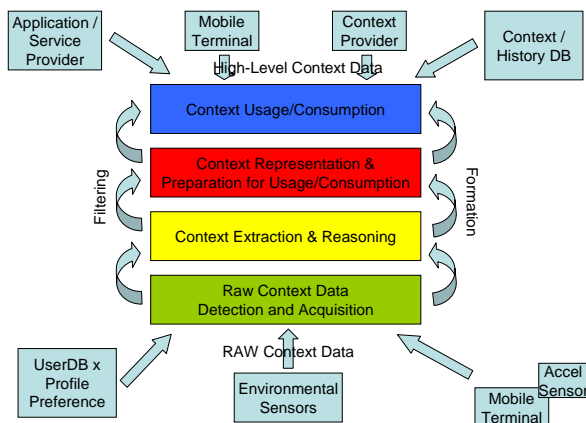 Application /
Service
Provider
Mobile
Terminal
Context
Provider
Context /
History DB
High-Level Context Data
Context Usage/Consumption
Context Representation &
Preparation for Usage/Consumption
Filtering
Formation
Context Extraction & Reasoning
Raw Context Data
Detection and Acquisition
RAW Context Data
UserDB x
Profile
Preference
Environmental
Sensors
Accel
Sensor
Mobile
Terminal